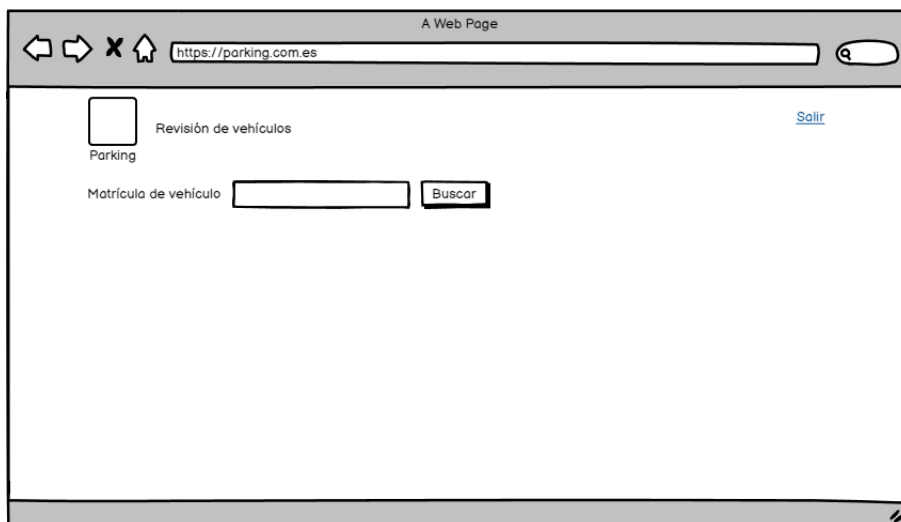 A Web Page
https://parking.com.es
Revisión de vehículos
Salir
Parking
Matrícula de vehículo
Buscar